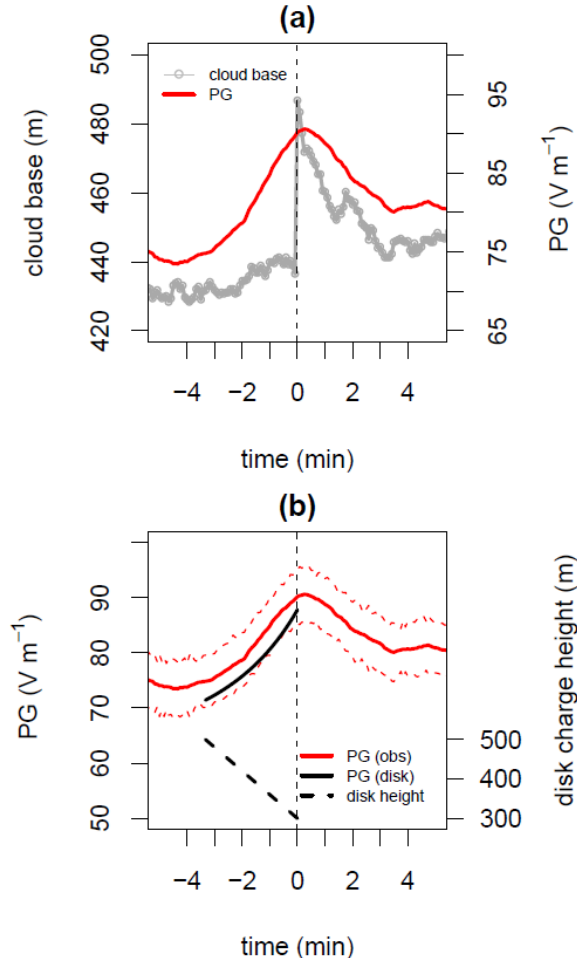 (a)
500
480
460
440
420
cloud base (m)
cloud base
PG
95
85
75
65
PG (V m⁻¹)
−4 −2 0 2 4
time (min)
(b)
90
80
70
60
50
PG (V m⁻¹)
PG (obs)
PG (disk)
disk height
500
400
300
disk charge height (m)
−4 −2 0 2 4
time (min)